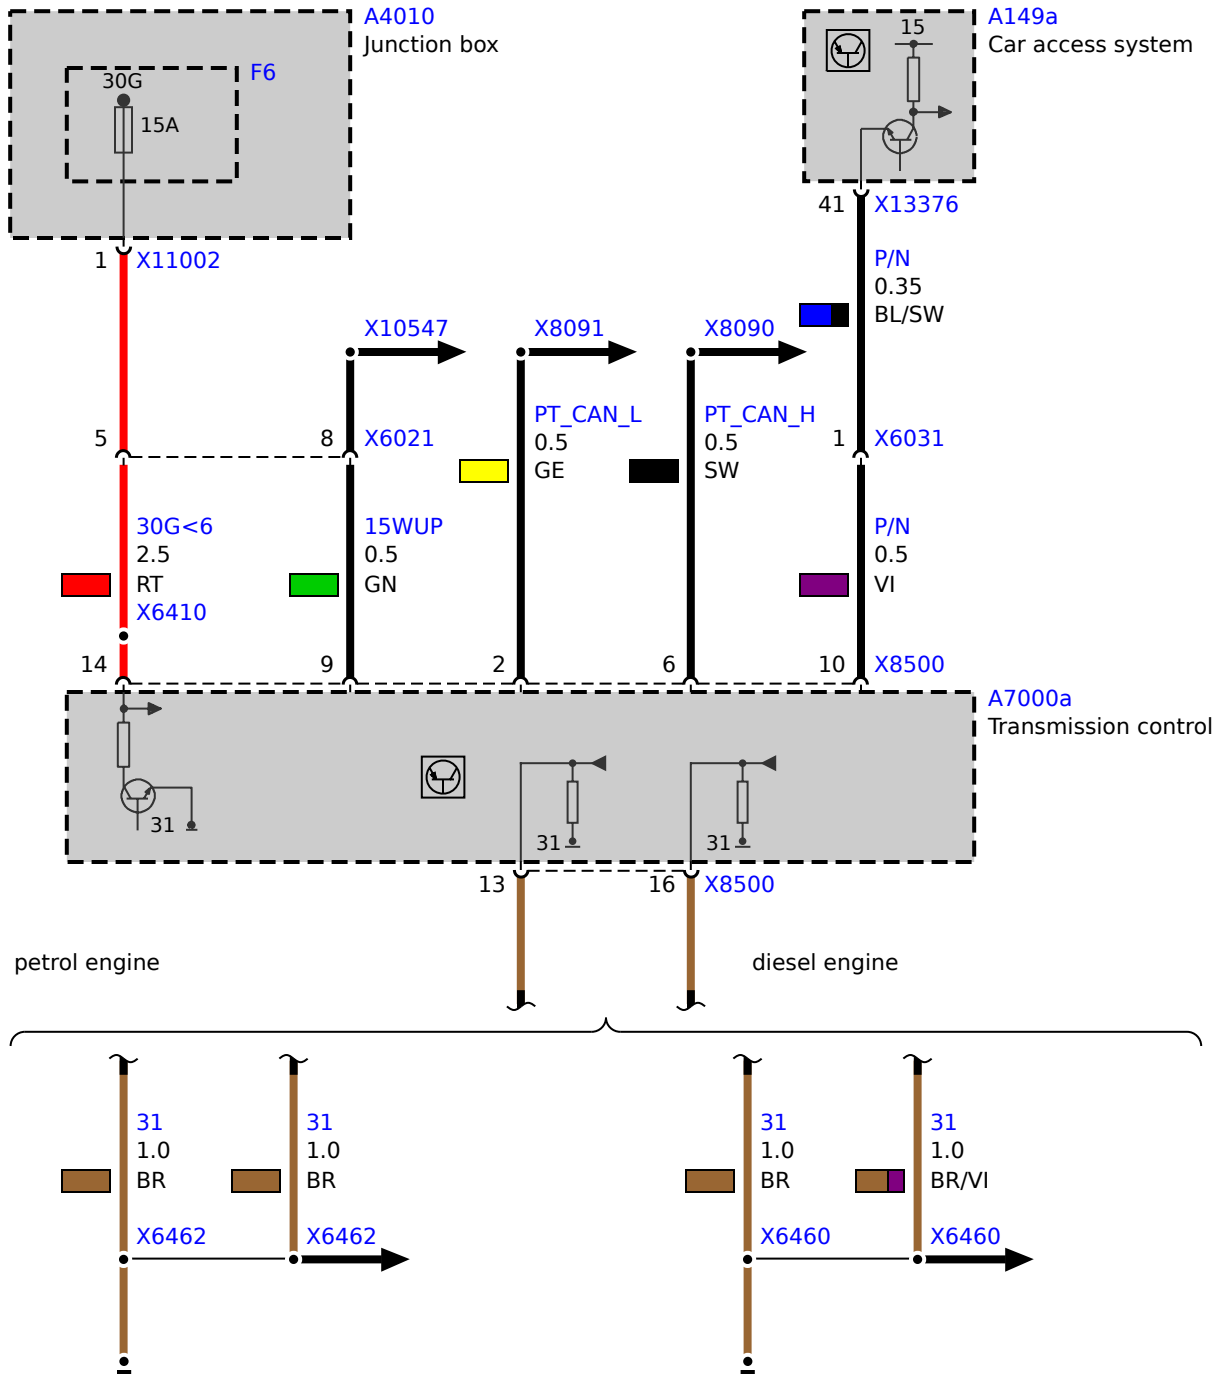 A4010
Junction box
F6
30G
15A
A149a
Car access system
15
1 X11002
41 X13376
P/N
0.35
BL/SW
X10547
X8091
X8090
PT_CAN_L
0.5
GE
PT_CAN_H
0.5
SW
5
8 X6021
1 X6031
30G<6
2.5
RT
X6410
15WUP
0.5
GN
P/N
0.5
VI
14
9
2
6
10 X8500
A7000a
Transmission control
31
31
31
13
16 X8500
petrol engine
diesel engine
31
1.0
BR
31
1.0
BR
31
1.0
BR
31
1.0
BR/VI
X6462
X6462
X6460
X6460